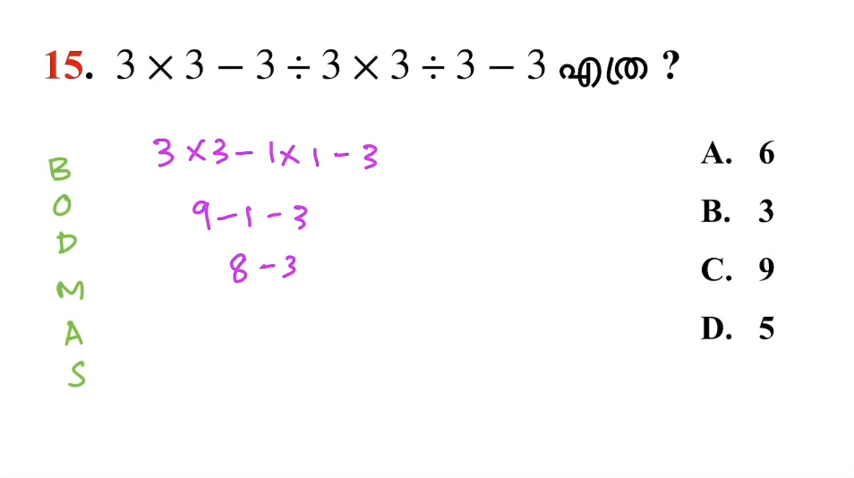 15. 3 × 3 − 3 ÷ 3 × 3 ÷ 3 − 3 എത്ര ?
3 × 3 − 1 × 1 − 3
9 − 1 − 3
8 − 3
B
O
D
M
A
S
A. 6
B. 3
C. 9
D. 5